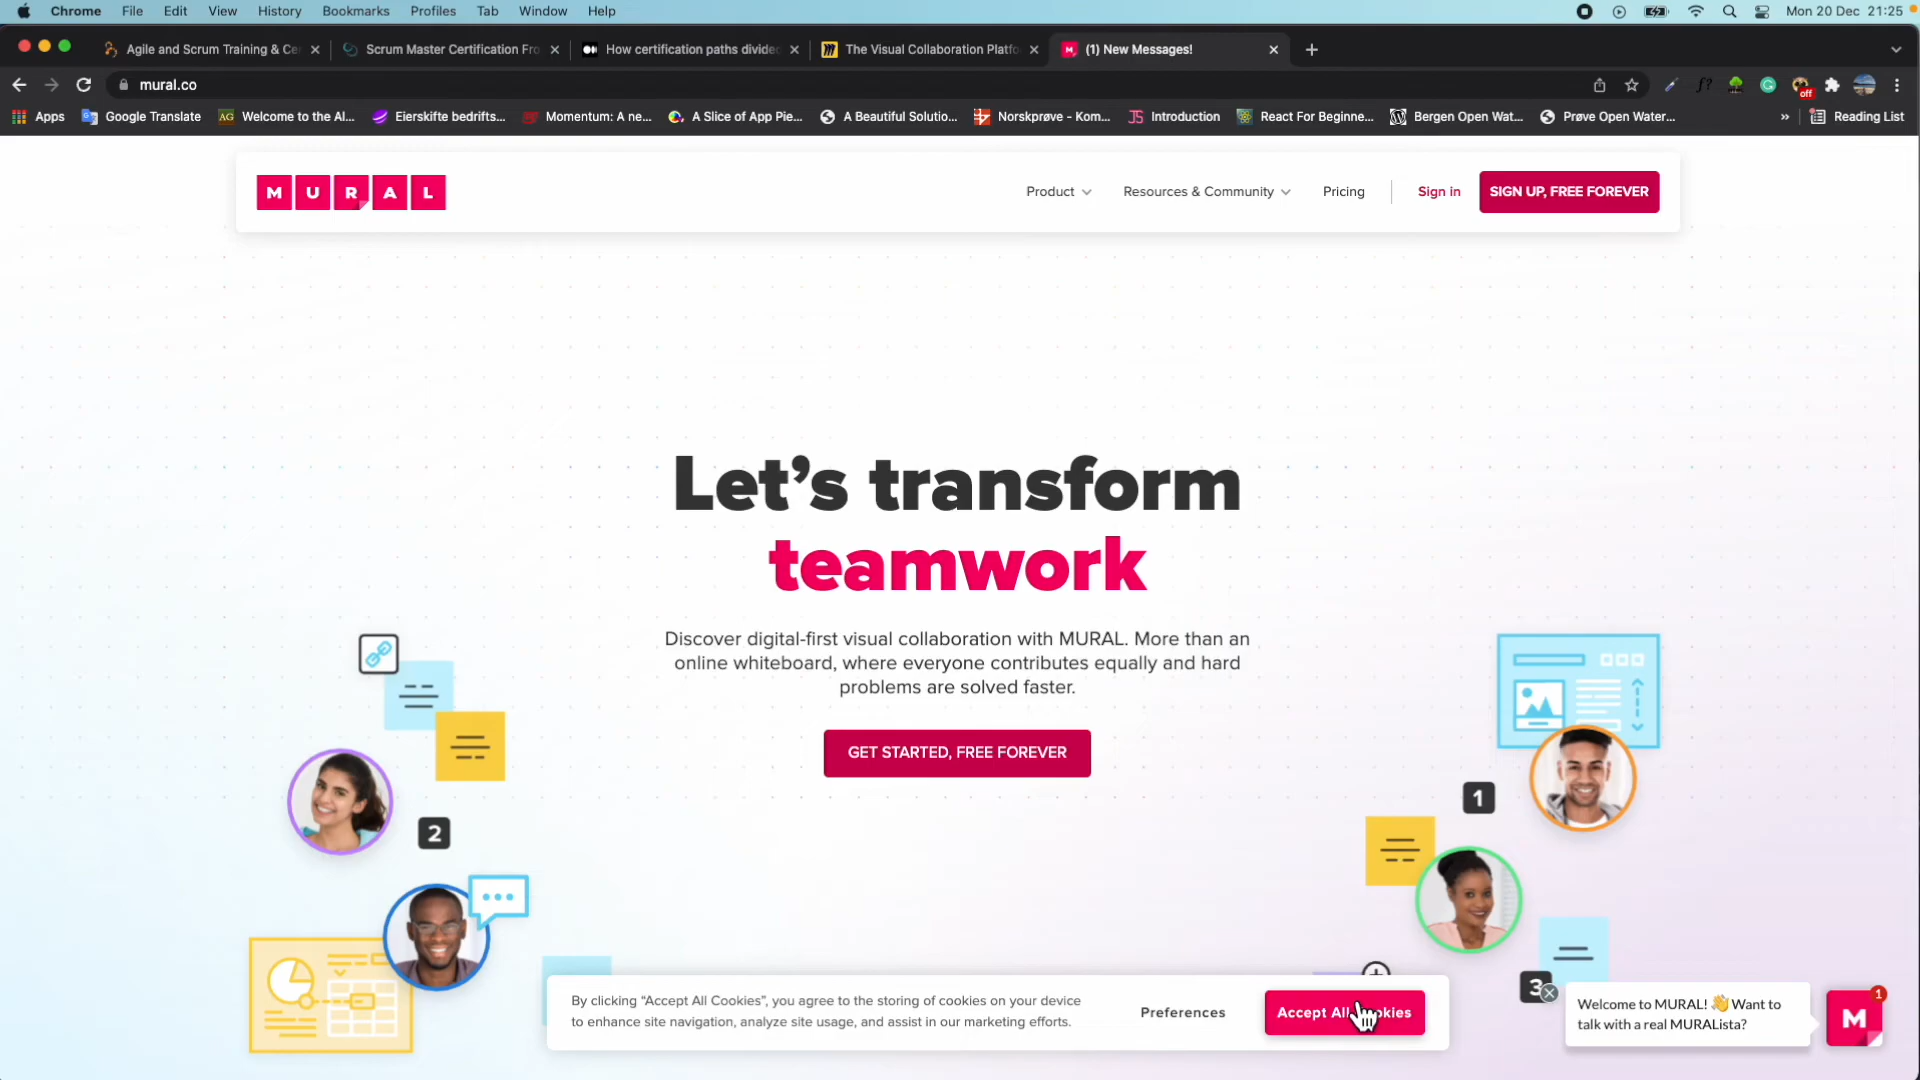 Chrome File Edit View History Bookmarks Profiles Tab Window Help Mon 20 Dec 21:25
Agile and Scrum Training & Ce Scrum Master Certification Fro How certification paths divide The Visual Collaboration Platfo (1) New Messages!
mural.co
off
Apps Google Translate Welcome to the Al... Eierskifte bedrifts... Momentum: A ne... A Slice of App Pie... A Beautiful Solutio... Norskprøve - Kom... Introduction React For Beginne... Bergen Open Wat... Prøve Open Water... » Reading List
MURAL Product Resources & Community Pricing Sign in SIGN UP, FREE FOREVER
Let's transform
teamwork
Discover digital-first visual collaboration with MURAL. More than an
online whiteboard, where everyone contributes equally and hard
problems are solved faster.
GET STARTED, FREE FOREVER
1
2
3
By clicking “Accept All Cookies”, you agree to the storing of cookies on your device
to enhance site navigation, analyze site usage, and assist in our marketing efforts.
Preferences
Accept All
Welcome to MURAL! 👋 Want to
talk with a real MURALista?
M
1